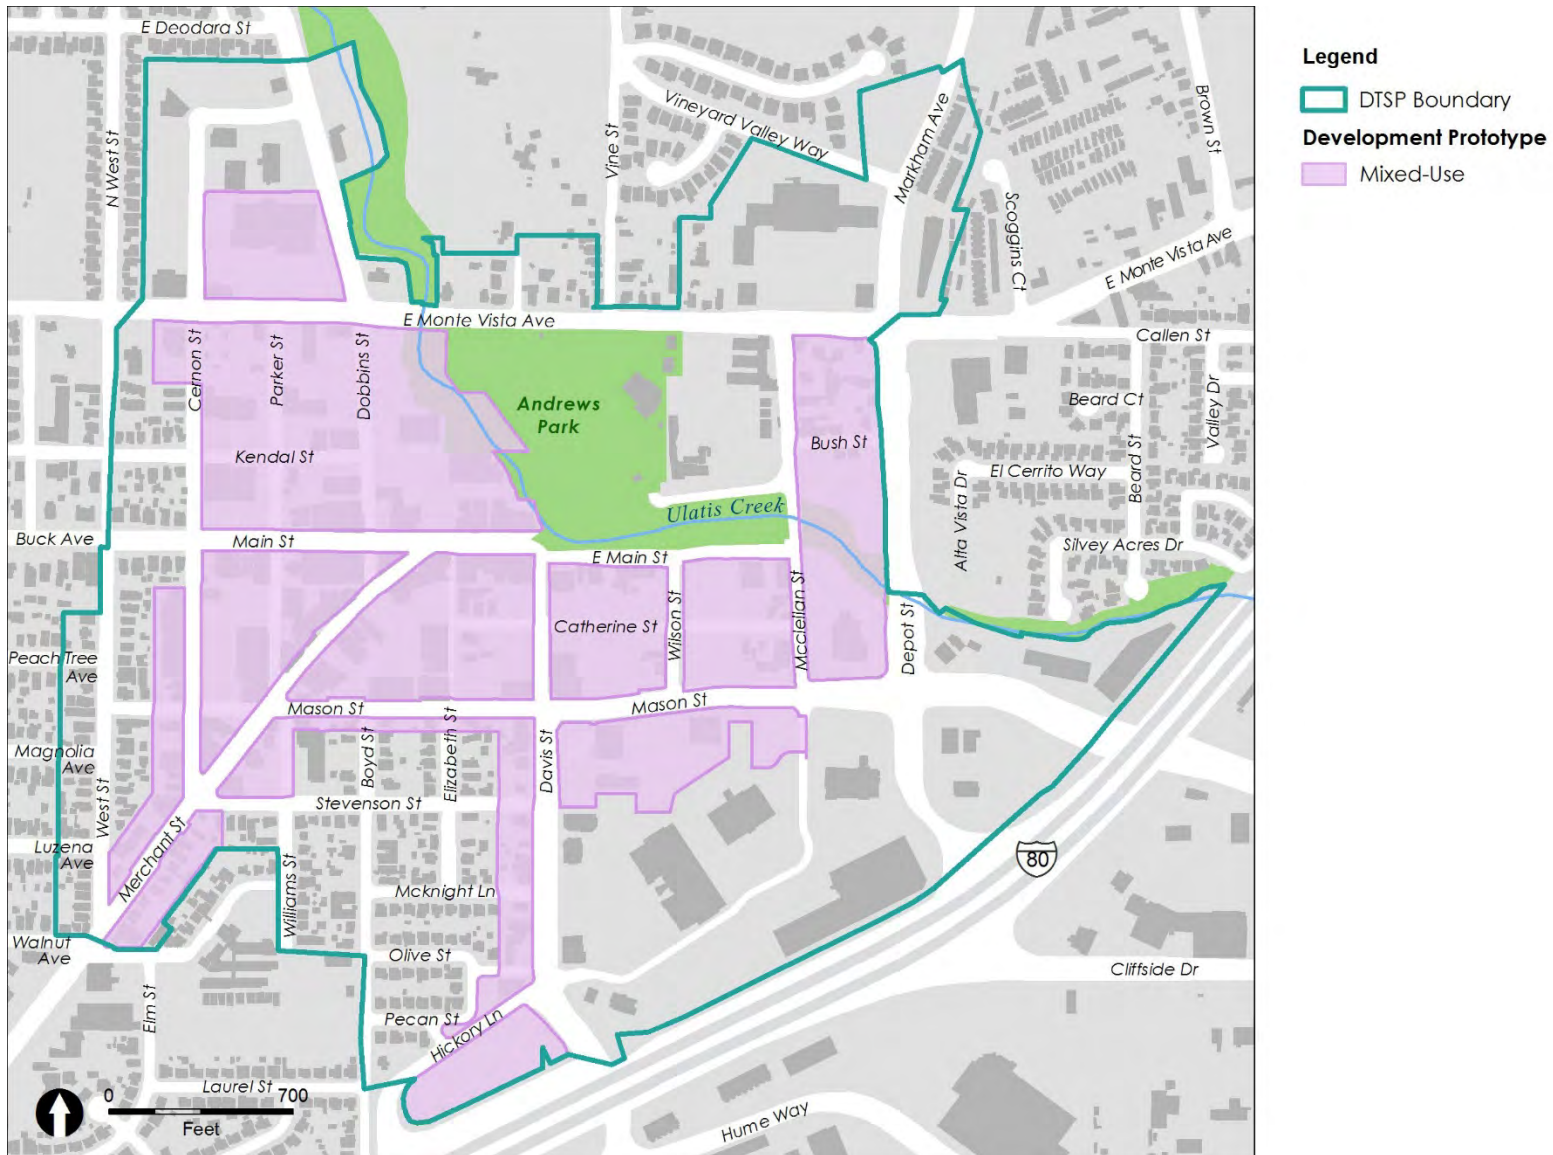 E Deodara St
N West St
Vine St
Vineyard Valley Way
Markham Ave
Brown St
Scoggins Ct
E Monte Vista Ave
E Monte Vista Ave
Callen St
Cernon St
Parker St
Dobbins St
Andrews
Park
Beard Ct
Valley Dr
Kendal St
Bush St
El Cerrito Way
Beard St
Alta Vista Dr
Ulatis Creek
Buck Ave
Main St
E Main St
Silvey Acres Dr
Peach Tree
Ave
Catherine St
Wilson St
Mcclellan St
Depot St
Mason St
Mason St
Magnolia
Ave
West St
Boyd St
Elizabeth St
Davis St
Stevenson St
Luzena
Ave
Merchant St
80
Williams St
Mcknight Ln
Walnut
Ave
Olive St
Cliffside Dr
Elm St
Pecan St
Hickory Ln
Laurel St
0 700
Feet
Hume Way
Legend
DTSP Boundary
Development Prototype
Mixed-Use